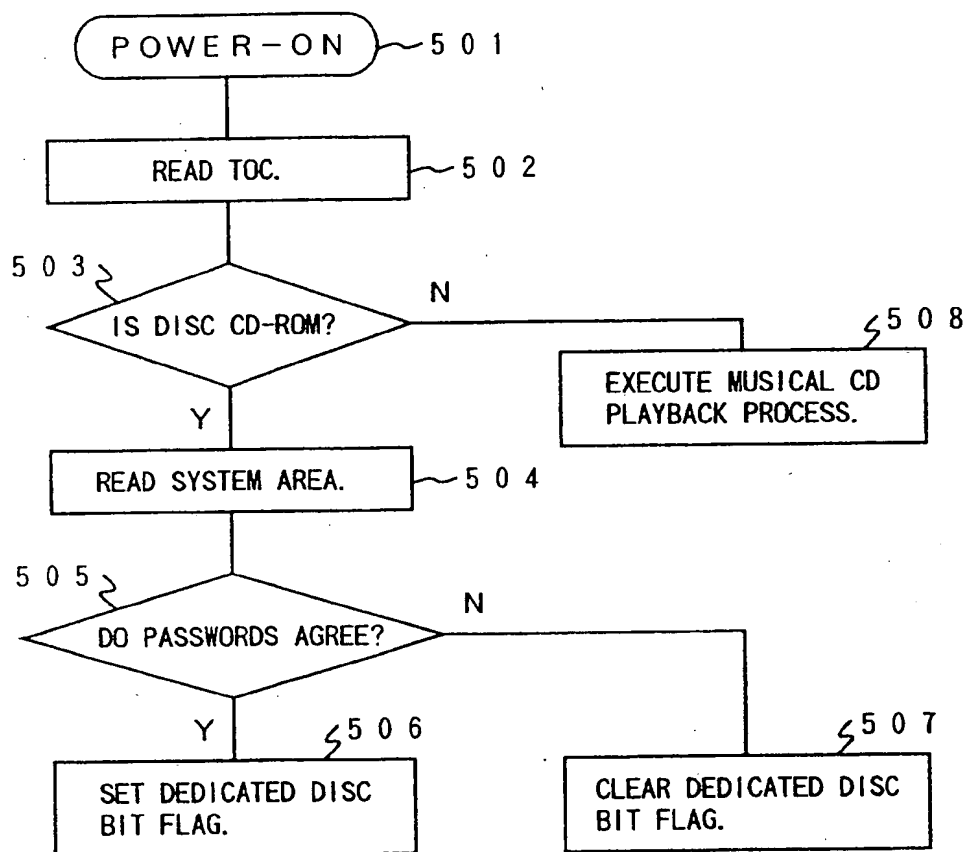 POWER-ON
501
READ TOC.
502
503
IS DISC CD-ROM?
N
508
EXECUTE MUSICAL CD
PLAYBACK PROCESS.
Y
READ SYSTEM AREA.
504
505
DO PASSWORDS AGREE?
N
Y
506
507
SET DEDICATED DISC
BIT FLAG.
CLEAR DEDICATED DISC
BIT FLAG.